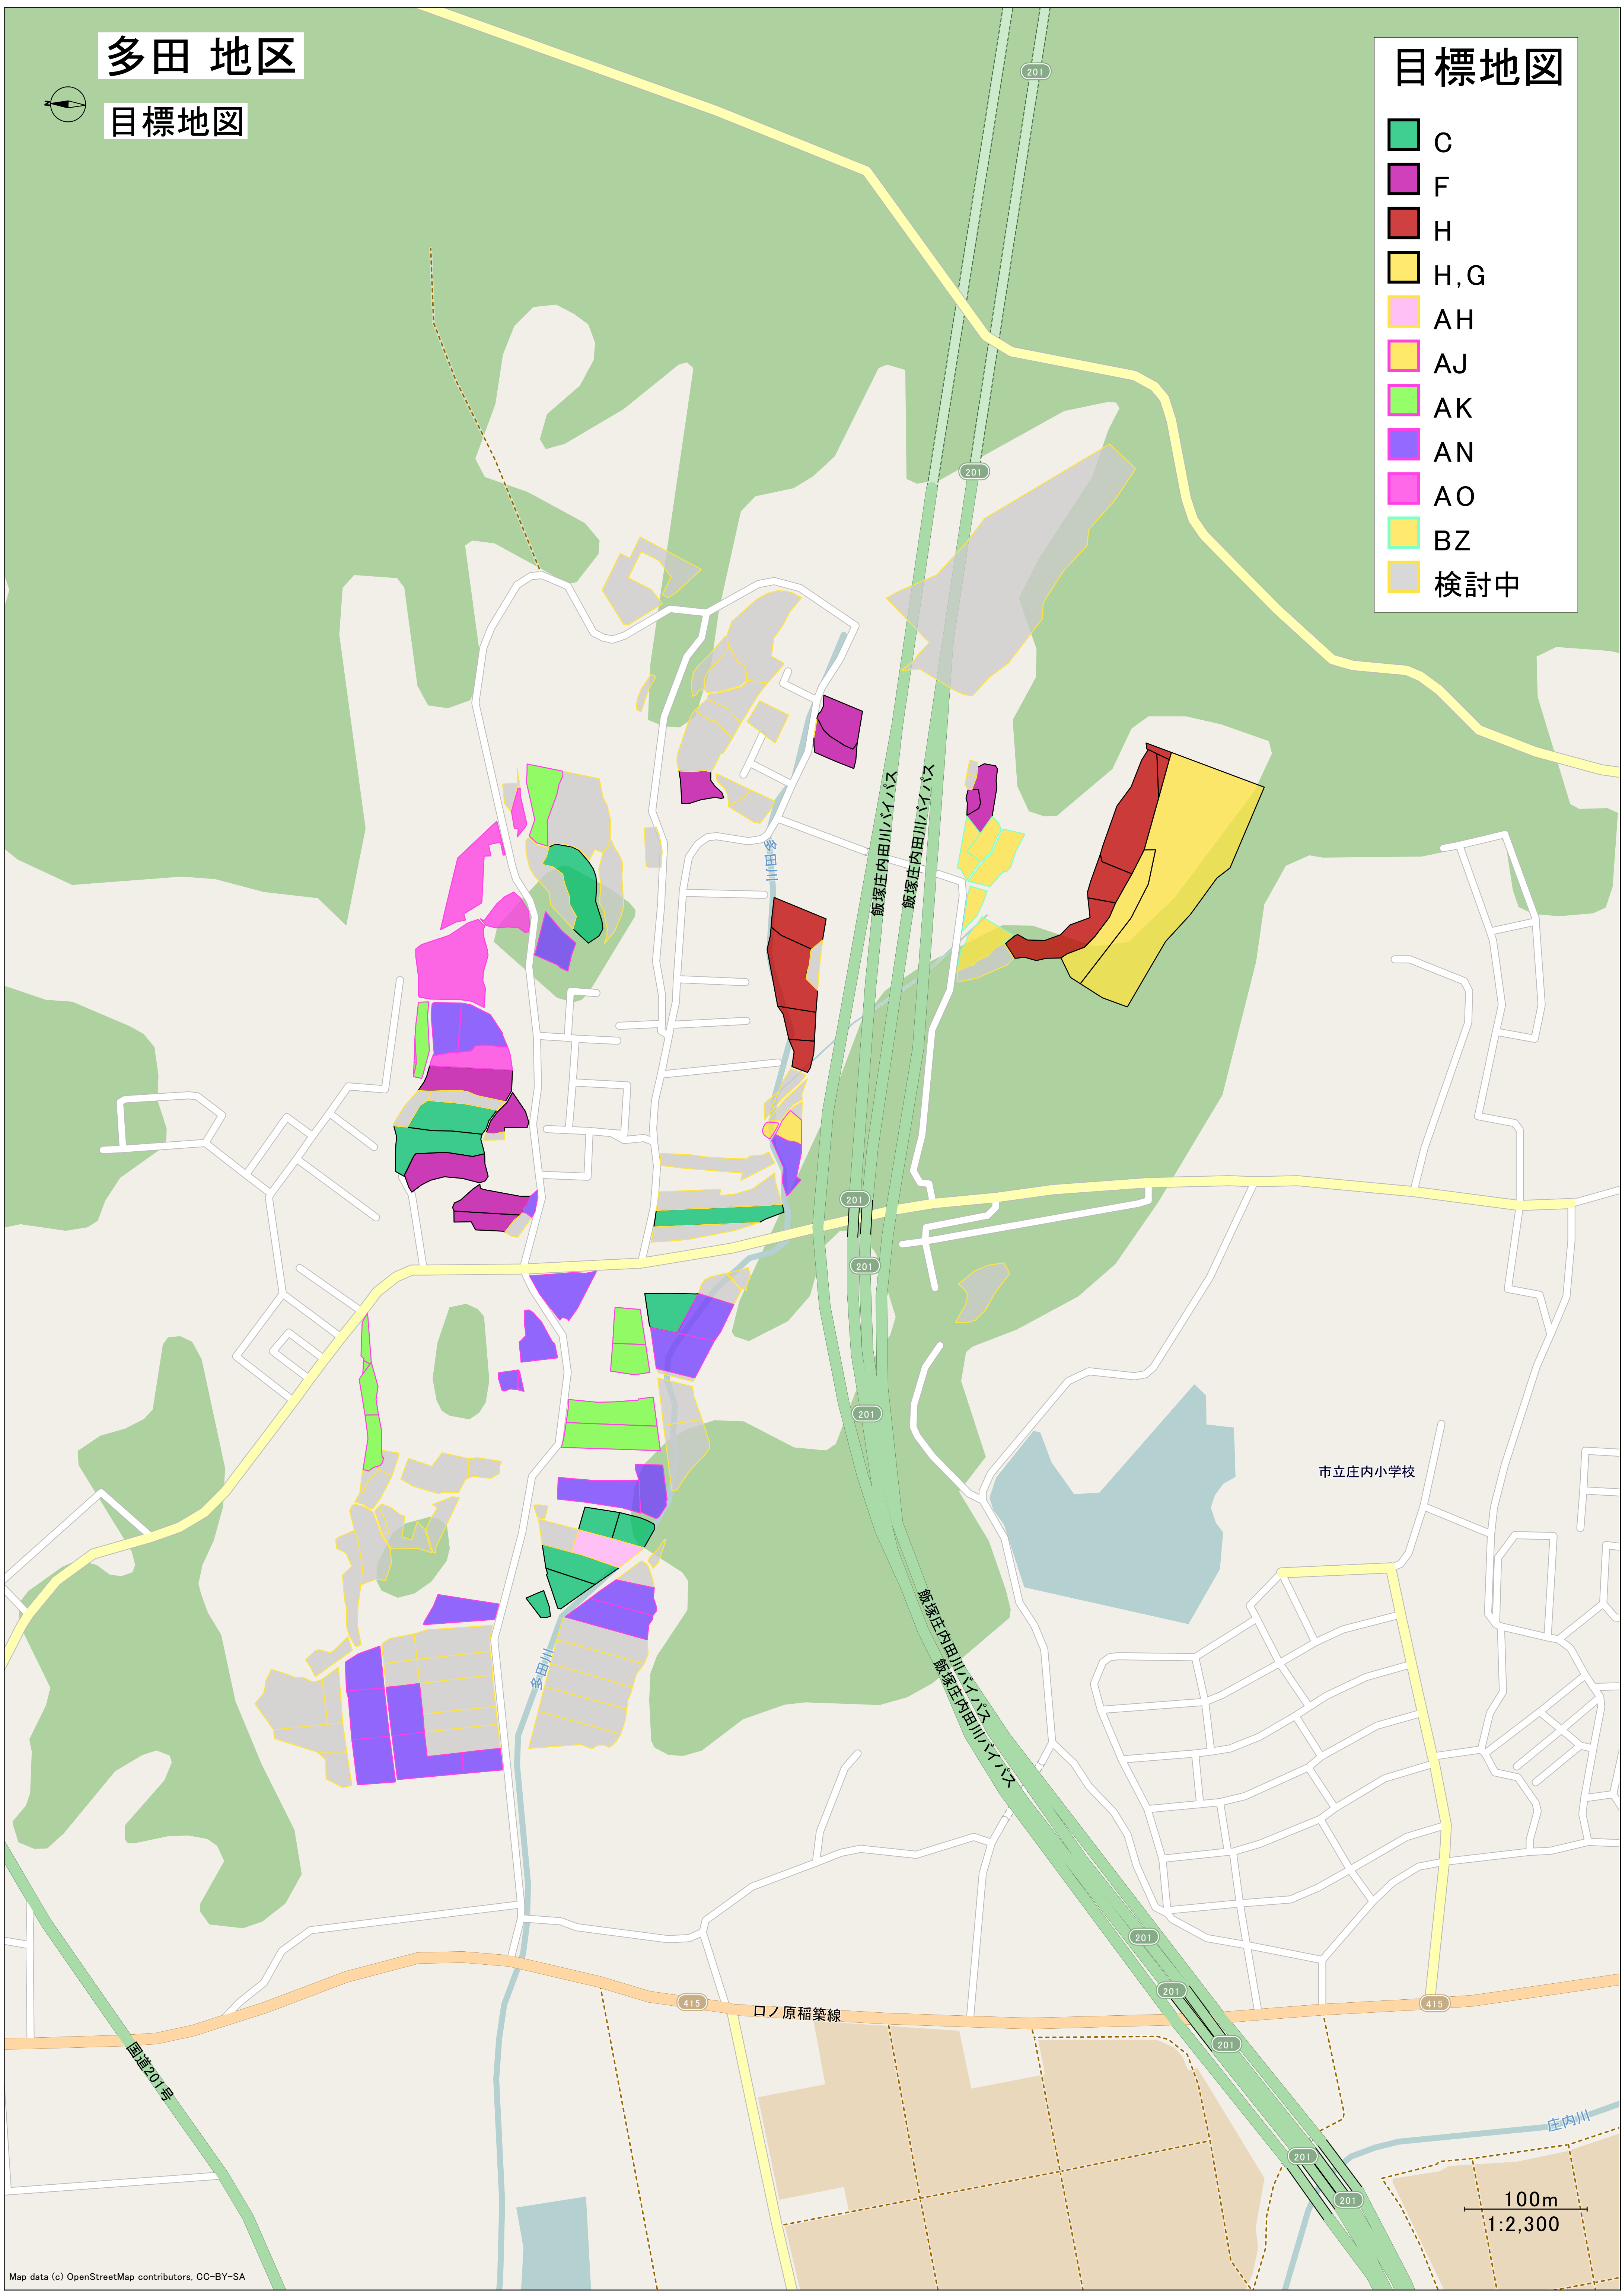 多田 地区
N
目標地図
目標地図
C
F
H
H,G
AH
AJ
AK
AN
AO
BZ
検討中
201
201
飯塚庄内田川バイパス
飯塚庄内田川バイパス
多田川
201
201
201
市立庄内小学校
飯塚庄内田川バイパス
飯塚庄内田川バイパス
多田川
201
201
415
口ノ原稲築線
415
201
国道201号
庄内川
201
201
100m
1:2,300
Map data (c) OpenStreetMap contributors, CC-BY-SA